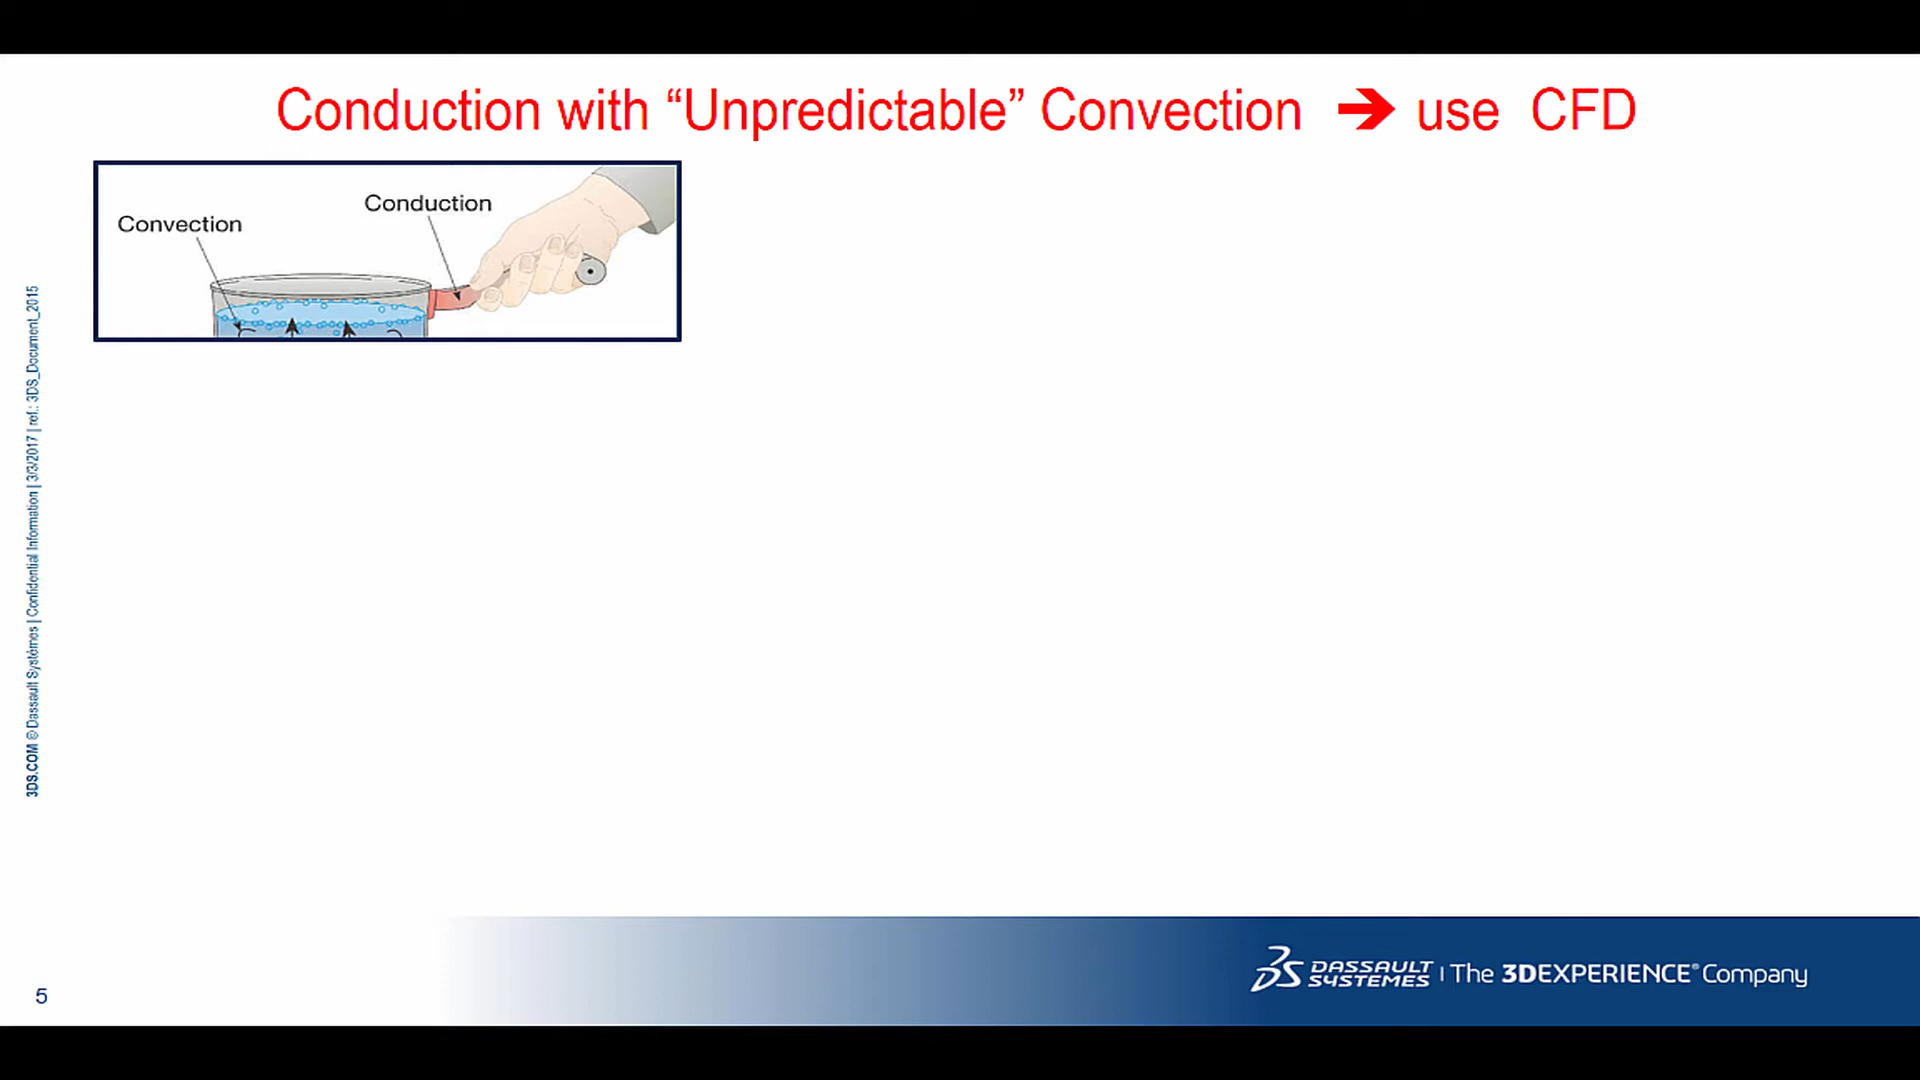 Conduction with “Unpredictable” Convection ➔ use CFD
Conduction
Convection
3DS.COM © Dassault Systèmes | Confidential Information | 3/3/2017 | ref.: 3DS_Document_2015
DASSAULT SYSTEMES | The 3DEXPERIENCE® Company
5